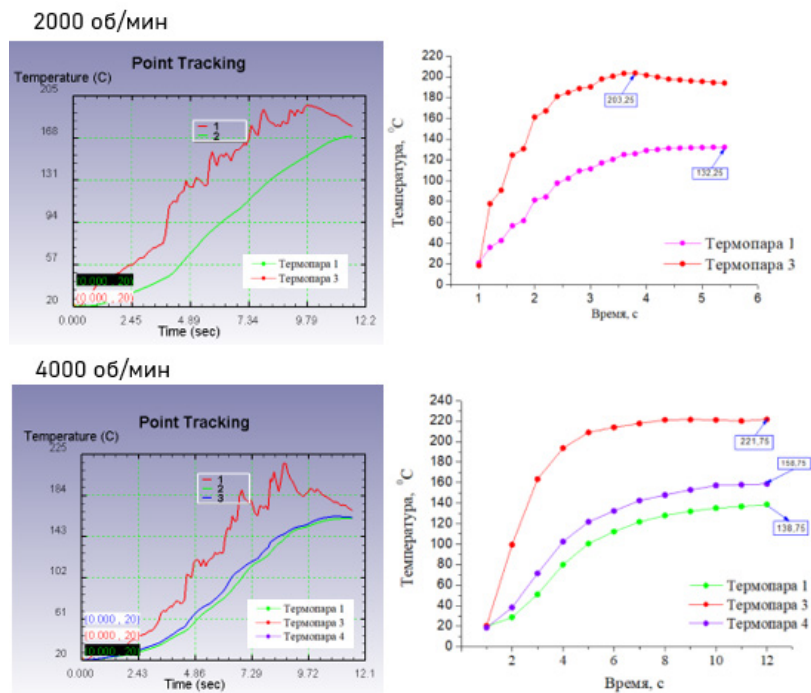 2000 об/мин
Point Tracking
Temperature (C)
205
168
131
94
57
20
1
2
(0.000 , 20)
(0.000 , 20)
Термопара 1
Термопара 3
0.000 2.45 4.89 7.34 9.79 12.2
Time (sec)
Температура, °C
220
200
180
160
140
120
100
80
60
40
20
0
203,25
132,25
Термопара 1
Термопара 3
0 1 2 3 4 5 6
Время, с
4000 об/мин
Point Tracking
Temperature (C)
225
184
143
102
61
20
1
2
3
(0.000 , 20)
(0.000 , 20)
(0.000 , 20)
Термопара 1
Термопара 3
Термопара 4
0.000 2.45 4.89 7.29 9.72 12.2
Time (sec)
Температура, °C
240
220
200
180
160
140
120
100
80
60
40
20
0
221,75
158,75
138,75
Термопара 1
Термопара 3
Термопара 4
2 4 6 8 10 12
Время, с